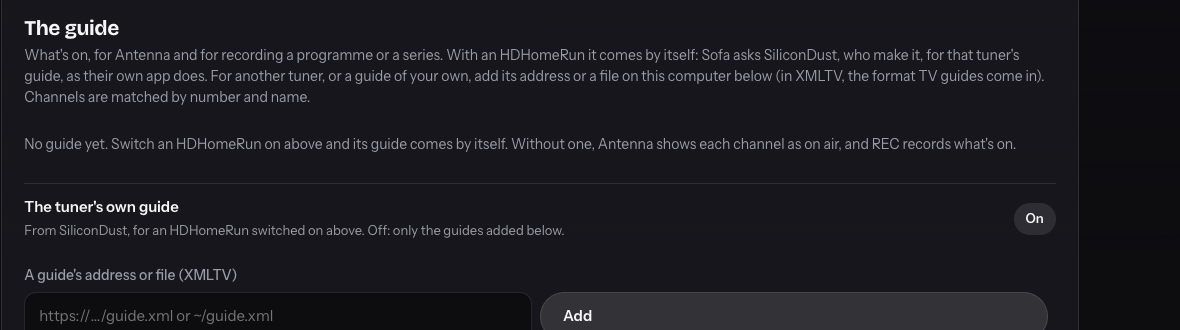 The guide
What's on, for Antenna and for recording a programme or a series. With an HDHomeRun it comes by itself: Sofa asks SiliconDust, who make it, for that tuner's
guide, as their own app does. For another tuner, or a guide of your own, add its address or a file on this computer below (in XMLTV, the format TV guides come in).
Channels are matched by number and name.
No guide yet. Switch an HDHomeRun on above and its guide comes by itself. Without one, Antenna shows each channel as on air, and REC records what's on.
The tuner's own guide
From SiliconDust, for an HDHomeRun switched on above. Off: only the guides added below.
On
A guide's address or file (XMLTV)
https://…/guide.xml or ~/guide.xml
Add